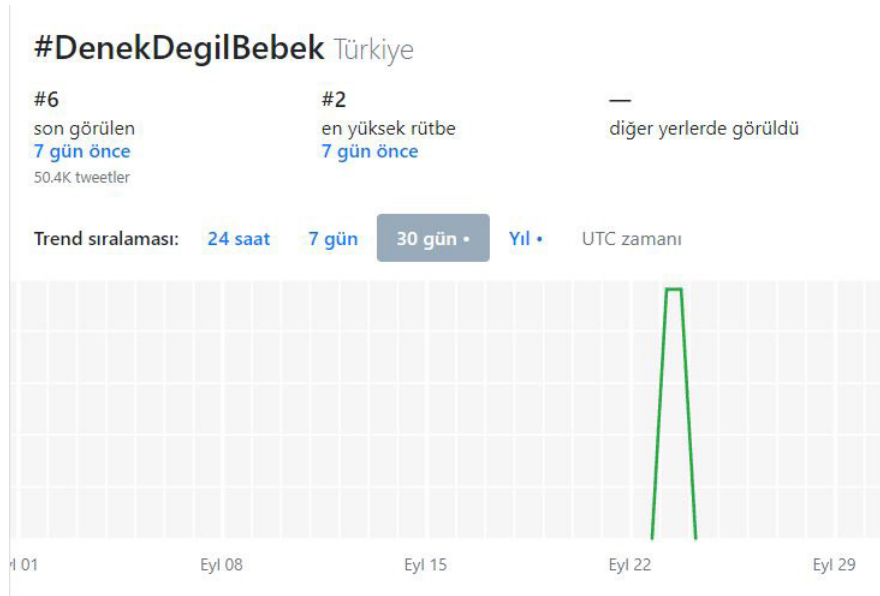 #DenekDegilBebek Türkiye
#6 #2 —
son görülen en yüksek rütbe diğer yerlerde görüldü
7 gün önce 7 gün önce
50.4K tweetler
Trend sıralaması: 24 saat 7 gün 30 gün • Yıl • UTC zamanı
l 01 Eyl 08 Eyl 15 Eyl 22 Eyl 29